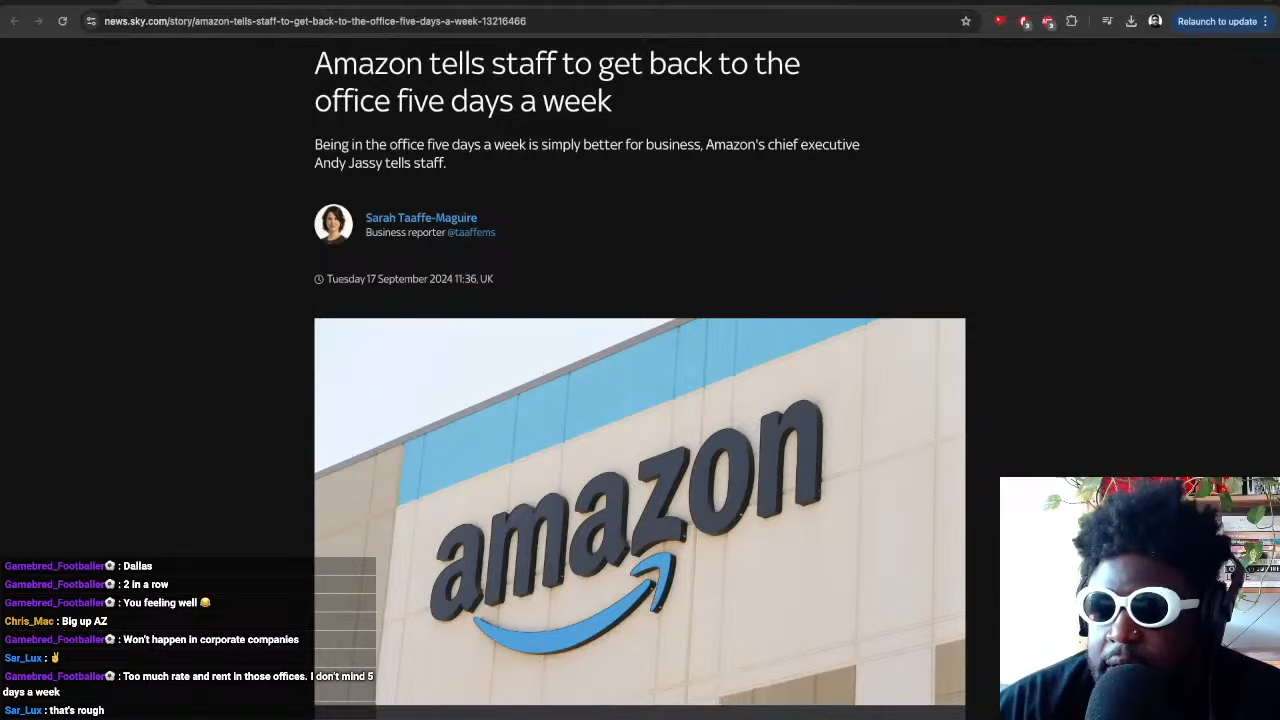 news.sky.com/story/amazon-tells-staff-to-get-back-to-the-office-five-days-a-week-13216466
Relaunch to update
Amazon tells staff to get back to the
office five days a week
Being in the office five days a week is simply better for business, Amazon's chief executive
Andy Jassy tells staff.
Sarah Taaffe-Maguire
Business reporter @taaffems
Tuesday 17 September 2024 11:36, UK
amazon
Gamebred_Footballer⚽ : Dallas
Gamebred_Footballer⚽ : 2 in a row
Gamebred_Footballer⚽ : You feeling well 😂
Chris_Mac : Big up AZ
Gamebred_Footballer⚽ : Won't happen in corporate companies
Sar_Lux : ✌️
Gamebred_Footballer⚽ : Too much rate and rent in those offices. I don't mind 5
days a week
Sar_Lux : that's rough